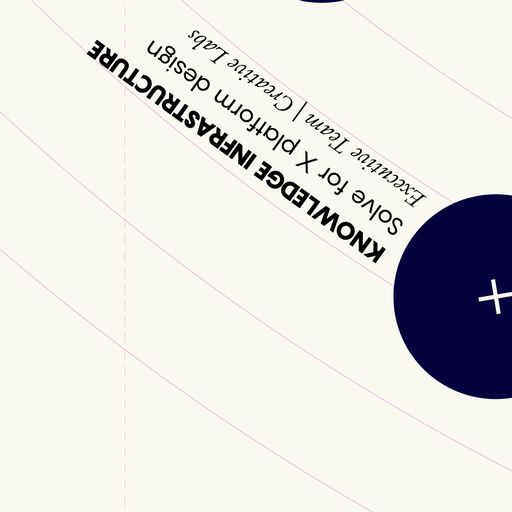 KNOWLEDGE INFRASTRUCTURE
Solve for X platform design
Executive Team | Creative Labs